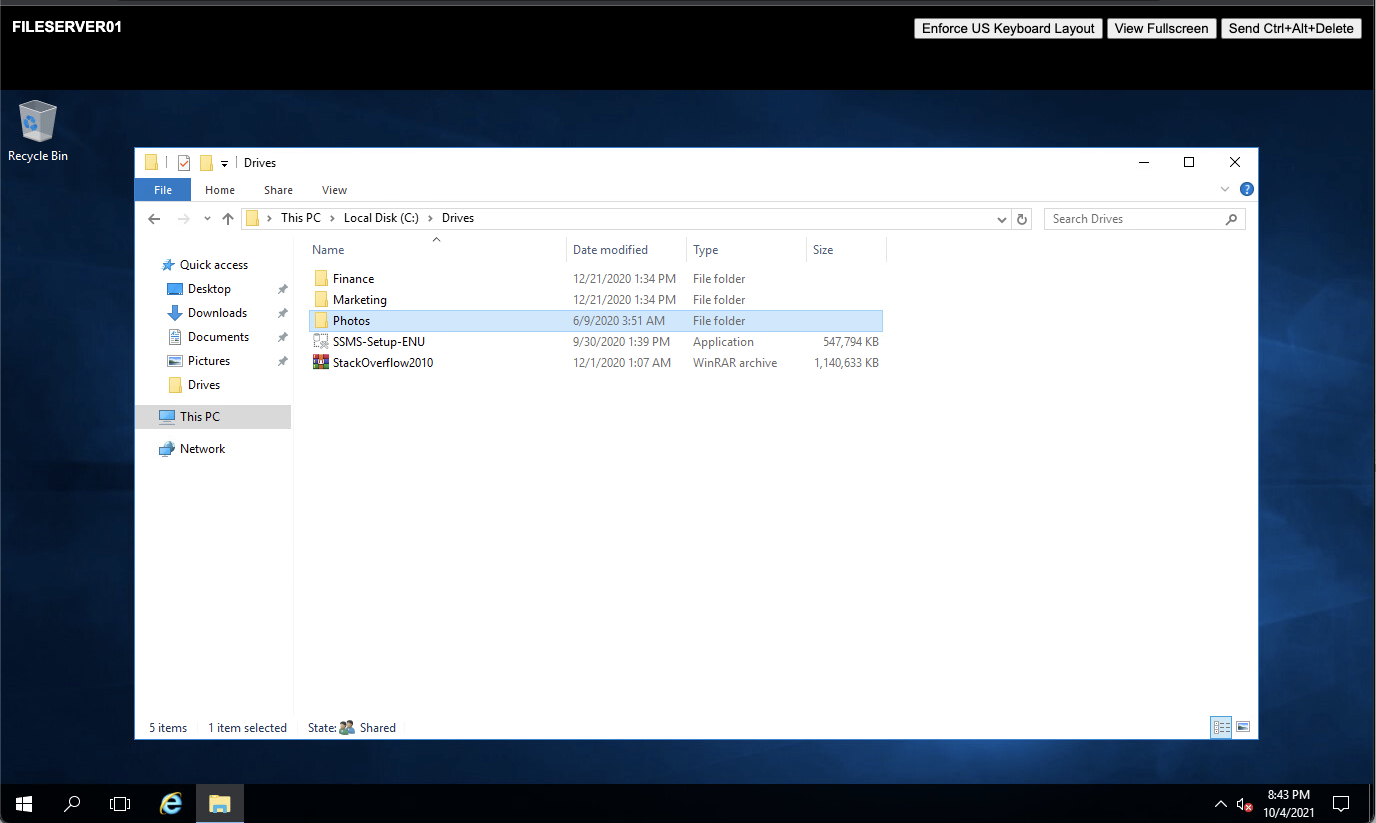 FILESERVER01
Enforce US Keyboard Layout View Fullscreen Send Ctrl+Alt+Delete
Recycle Bin
Drives
File Home Share View
This PC Local Disk (C:) Drives Search Drives
Name Date modified Type Size
Quick access
Desktop
Downloads
Documents
Pictures
Drives
This PC
Network
Finance 12/21/2020 1:34 PM File folder
Marketing 12/21/2020 1:34 PM File folder
Photos 6/9/2020 3:51 AM File folder
SSMS-Setup-ENU 9/30/2020 1:39 PM Application 547,794 KB
StackOverflow2010 12/1/2020 1:07 AM WinRAR archive 1,140,633 KB
5 items 1 item selected State: Shared
8:43 PM
10/4/2021